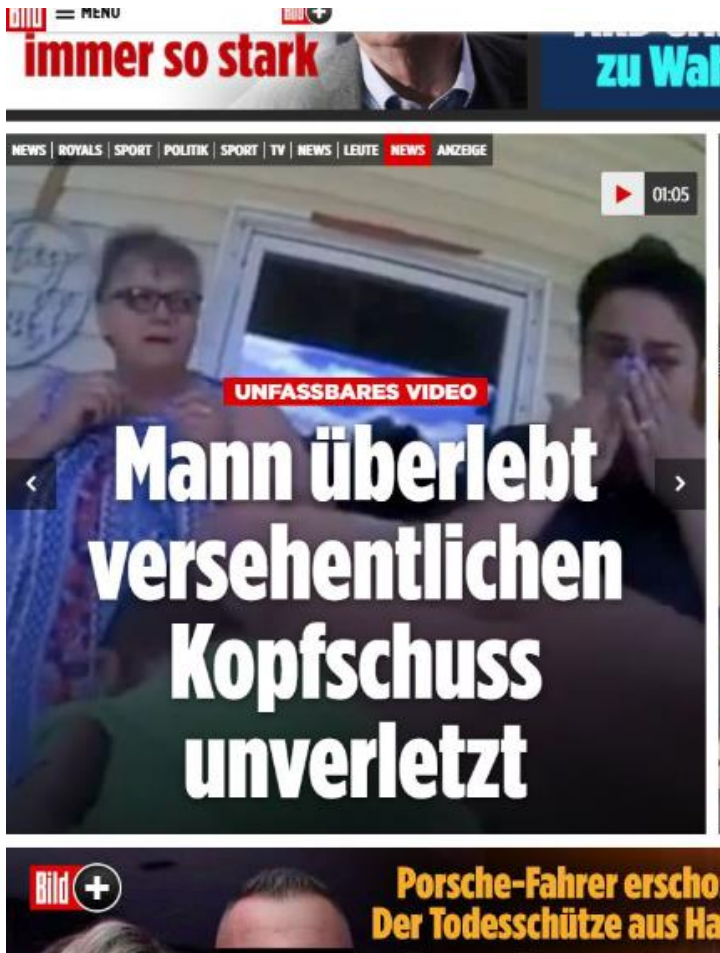 Bild MENÜ Bild+
immer so stark
zu Wal
NEWS | ROYALS | SPORT | POLITIK | SPORT | TV | NEWS | LEUTE NEWS ANZEIGE
01:05
UNFASSBARES VIDEO
Mann überlebt
versehentlichen
Kopfschuss
unverletzt
Bild +
Porsche-Fahrer erscho
Der Todesschütze aus Ha